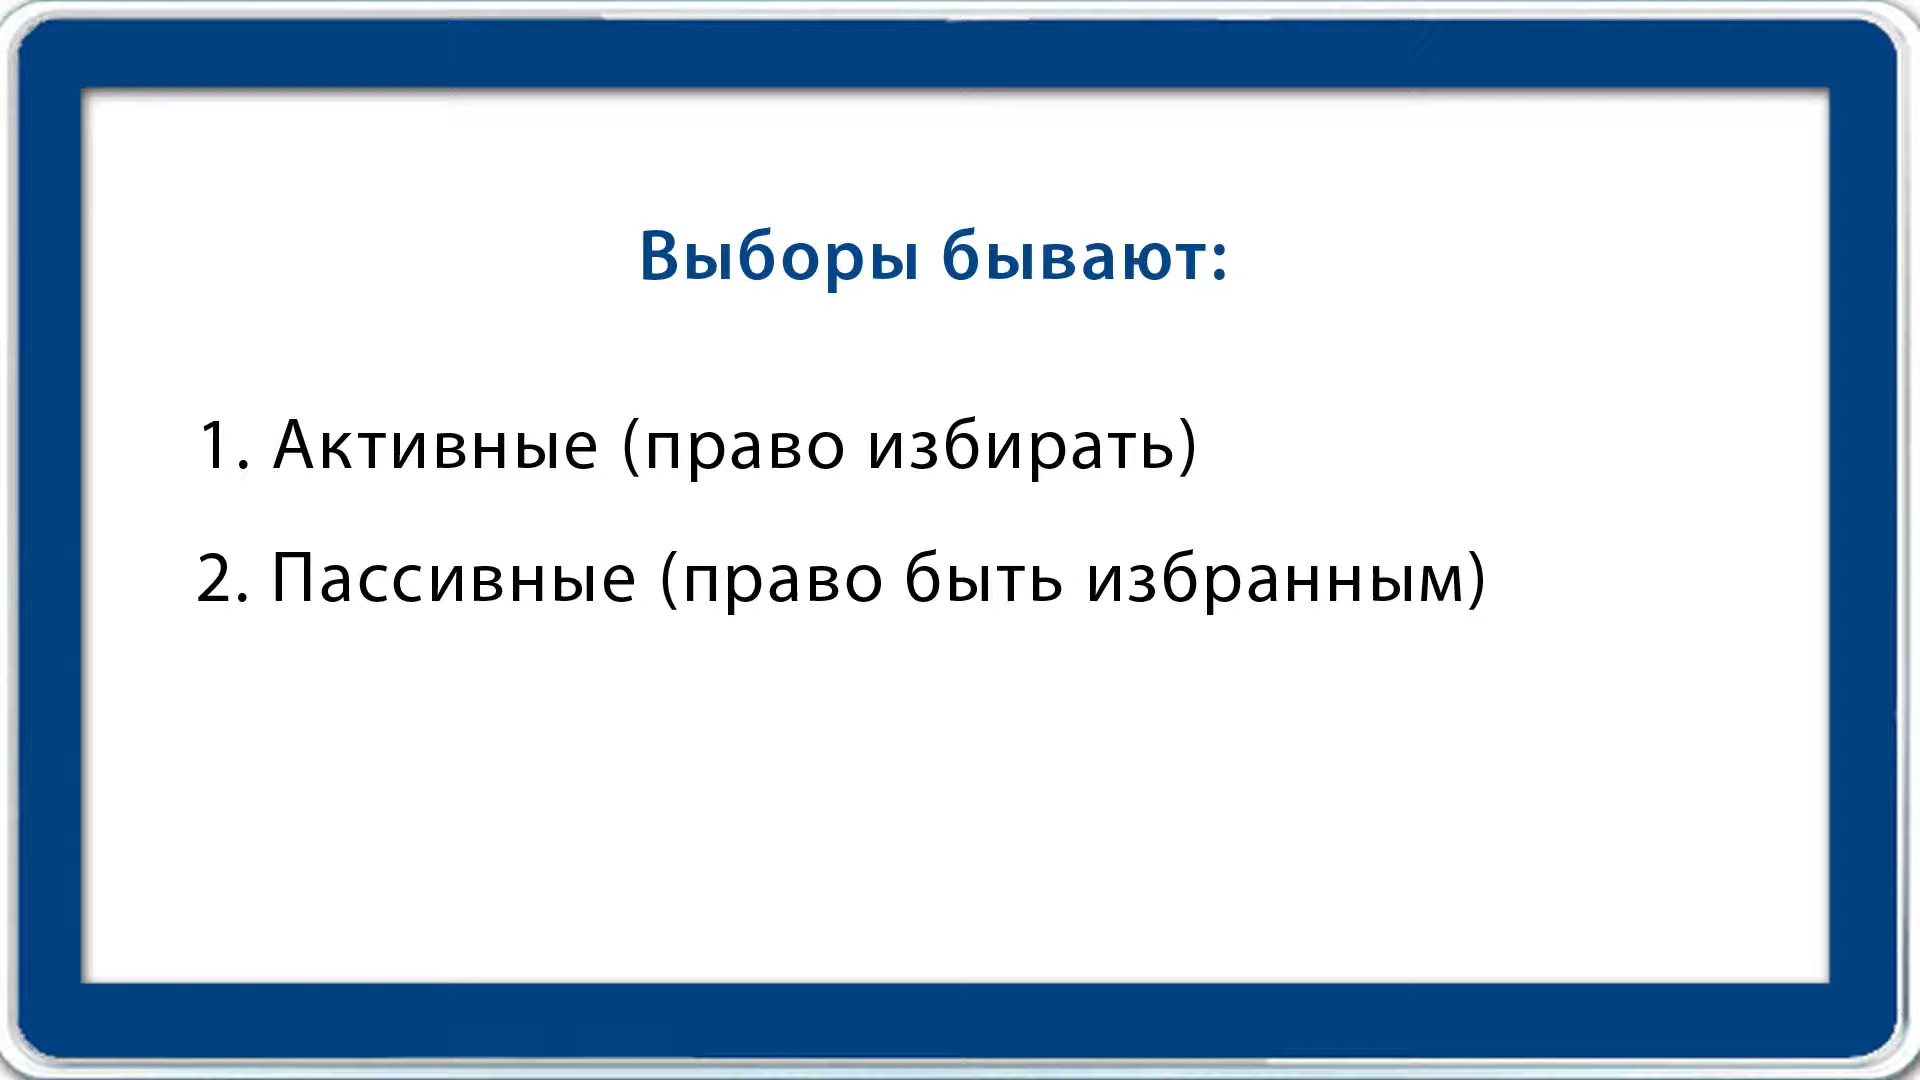 Выборы бывают:
1. Активные (право избирать)
2. Пассивные (право быть избранным)